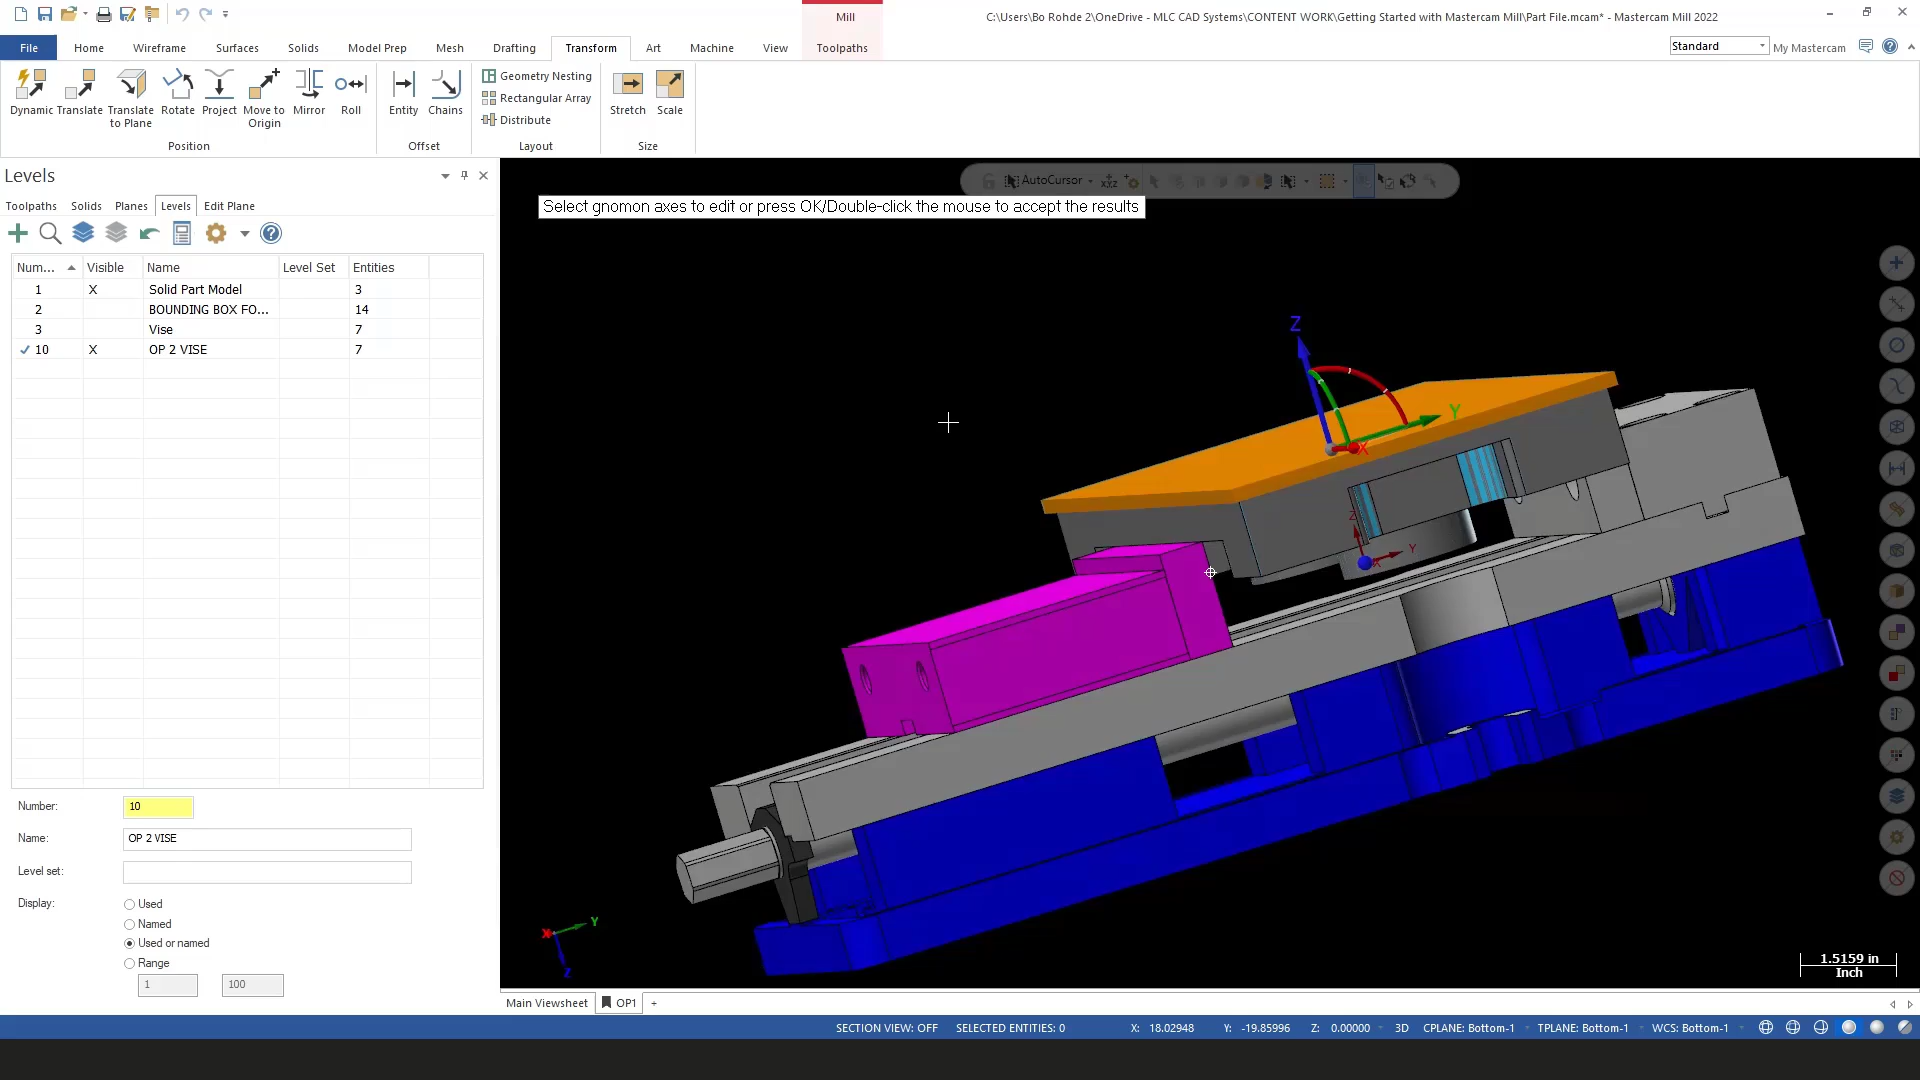 Mill
C:\Users\Bo Rohde 2\OneDrive - MLC CAD Systems\CONTENT WORK\Getting Started with Mastercam Mill\Part File.mcam* - Mastercam Mill 2022
File Home Wireframe Surfaces Solids Model Prep Mesh Drafting Transform Art Machine View Toolpaths
Standard My Mastercam
Dynamic Translate Translate to Plane Rotate Project Move to Origin Mirror Roll
Entity Chains
Geometry Nesting
Rectangular Array
Distribute
Stretch Scale
Position Offset Layout Size
Levels
AutoCursor
Select gnomon axes to edit or press OK/Double-click the mouse to accept the results
Toolpaths Solids Planes Levels Edit Plane
Num... Visible Name Level Set Entities
1 X Solid Part Model 3
2 BOUNDING BOX FO... 14
3 Vise 7
10 X OP 2 VISE 7
Z
Y
X
Z
Y
X
Number: 10
Name: OP 2 VISE
Level set:
Display: Used
Named
Used or named
Range
1 100
X Y
Z
1.5159 in
Inch
Main Viewsheet OP1 +
SECTION VIEW: OFF SELECTED ENTITIES: 0 X: 18.02948 Y: -19.85996 Z: 0.00000 3D CPLANE: Bottom-1 TPLANE: Bottom-1 WCS: Bottom-1